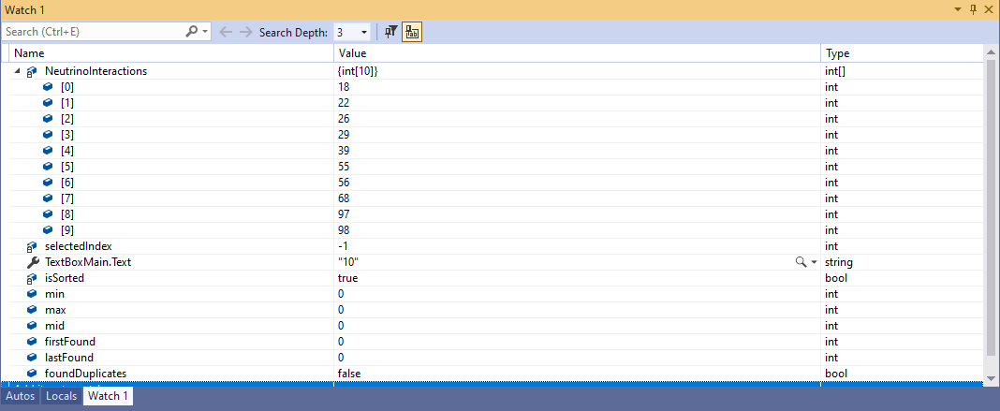 Watch 1
Search (Ctrl+E) Search Depth: 3
Name Value Type
NeutrinoInteractions {int[10]} int[]
[0] 18 int
[1] 22 int
[2] 26 int
[3] 29 int
[4] 39 int
[5] 55 int
[6] 56 int
[7] 68 int
[8] 97 int
[9] 98 int
selectedIndex -1 int
TextBoxMain.Text "10" string
isSorted true bool
min 0 int
max 0 int
mid 0 int
firstFound 0 int
lastFound 0 int
foundDuplicates false bool
Autos Locals Watch 1